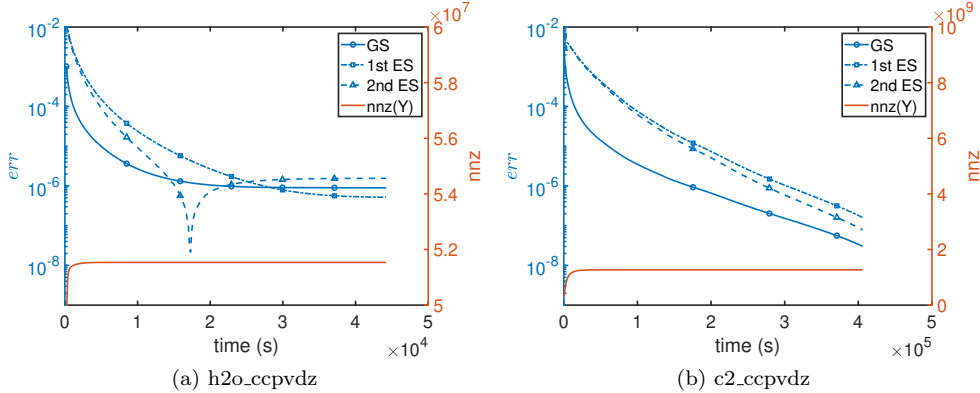 ×10⁷
10⁻²
10⁻⁴
10⁻⁶
10⁻⁸
err
GS
1st ES
2nd ES
nnz(Y)
6
5.8
5.6
5.4
5.2
5
nnz
0 1 2 3 4 5
time (s)
×10⁴
(a) h2o_ccpvdz
×10⁹
10⁻²
10⁻⁴
10⁻⁶
10⁻⁸
err
GS
1st ES
2nd ES
nnz(Y)
10
8
6
4
2
0
nnz
0 1 2 3 4 5
time (s)
×10⁵
(b) c2_ccpvdz